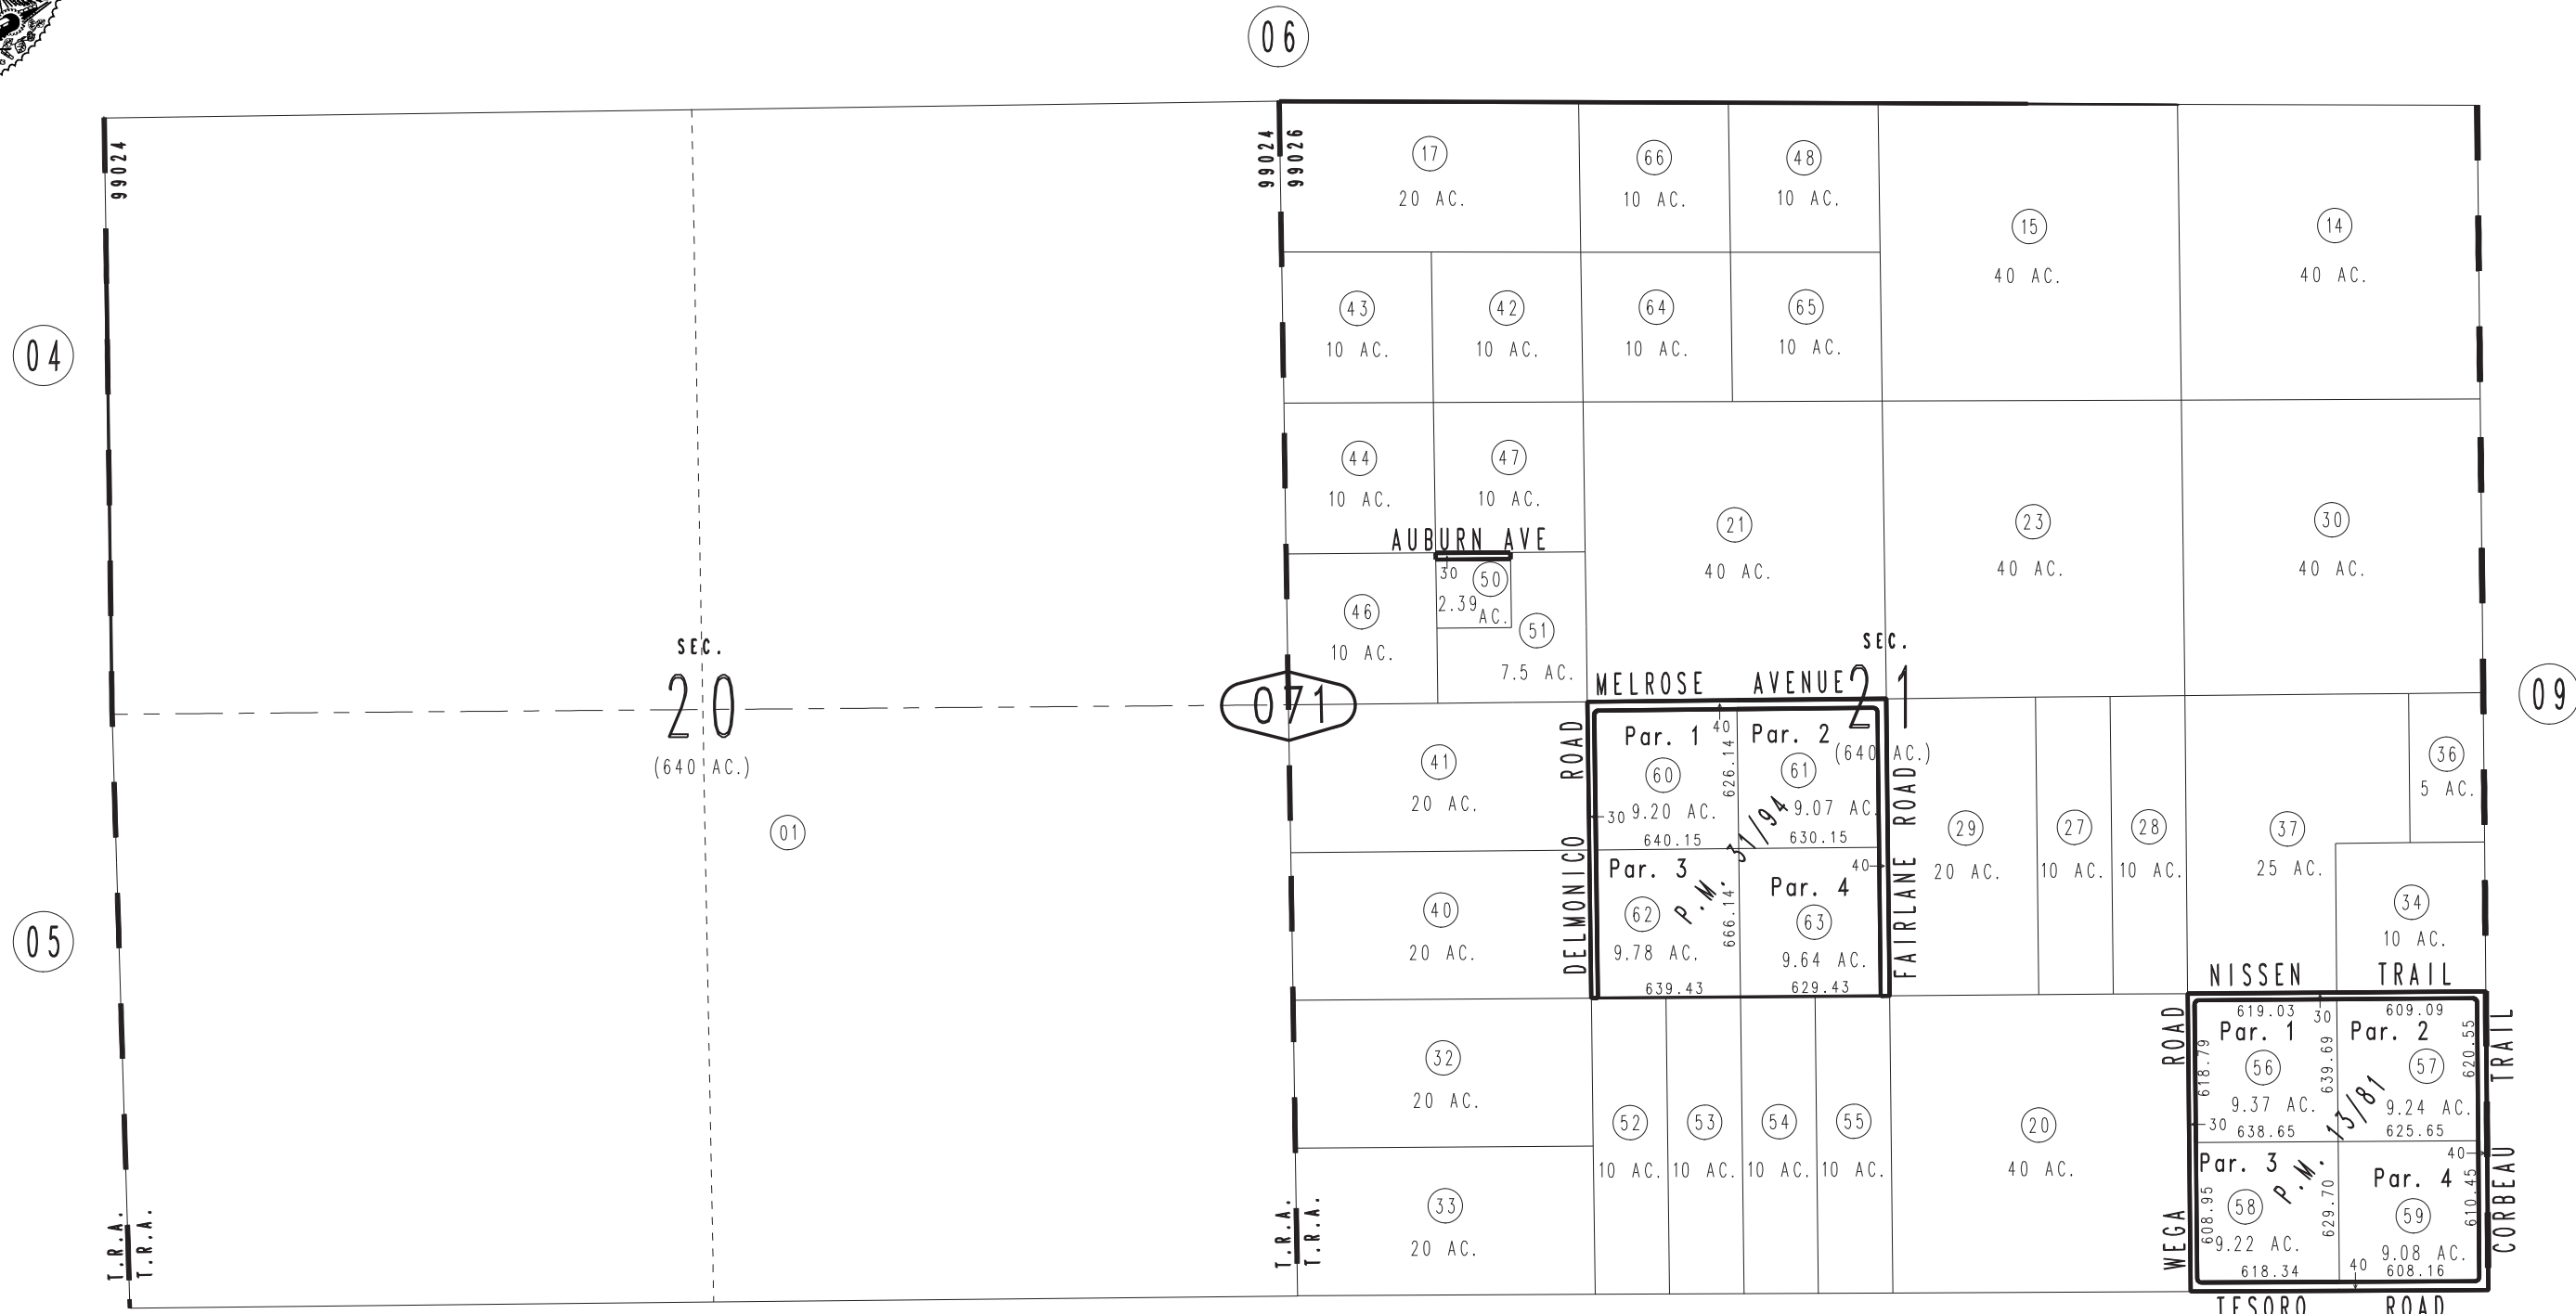 06
99024
99024
99026
17
20 AC.
66
10 AC.
48
10 AC.
15
40 AC.
14
40 AC.
04
43
10 AC.
42
10 AC.
64
10 AC.
65
10 AC.
44
10 AC.
47
10 AC.
21
40 AC.
23
40 AC.
30
40 AC.
AUBURN AVE
30
50
2.39 AC.
46
10 AC.
51
7.5 AC.
SEC.
20
(640 AC.)
01
071
SEC.
21
(640 AC.)
09
MELROSE AVENUE
DELMONICO ROAD
FAIRLANE ROAD
Par. 1
60
9.20 AC.
640.15
40
626.14
Par. 2
61
9.07 AC.
630.15
30
P.M. 31/94
Par. 3
62
9.78 AC.
639.43
666.14
Par. 4
63
9.64 AC.
629.43
40
41
20 AC.
40
20 AC.
29
20 AC.
27
10 AC.
28
10 AC.
37
25 AC.
36
5 AC.
34
10 AC.
05
32
20 AC.
33
20 AC.
52
10 AC.
53
10 AC.
54
10 AC.
55
10 AC.
20
40 AC.
NISSEN TRAIL
WEGA ROAD
CORBEAU TRAIL
619.03
30
609.09
Par. 1
56
9.37 AC.
638.65
618.79
639.69
Par. 2
57
9.24 AC.
625.65
620.55
30
P.M. 13/81
40
Par. 3
58
9.22 AC.
618.34
608.95
629.70
Par. 4
59
9.08 AC.
608.16
610.45
40
TESORO ROAD
T.R.A.
T.R.A.
T.R.A.
T.R.A.